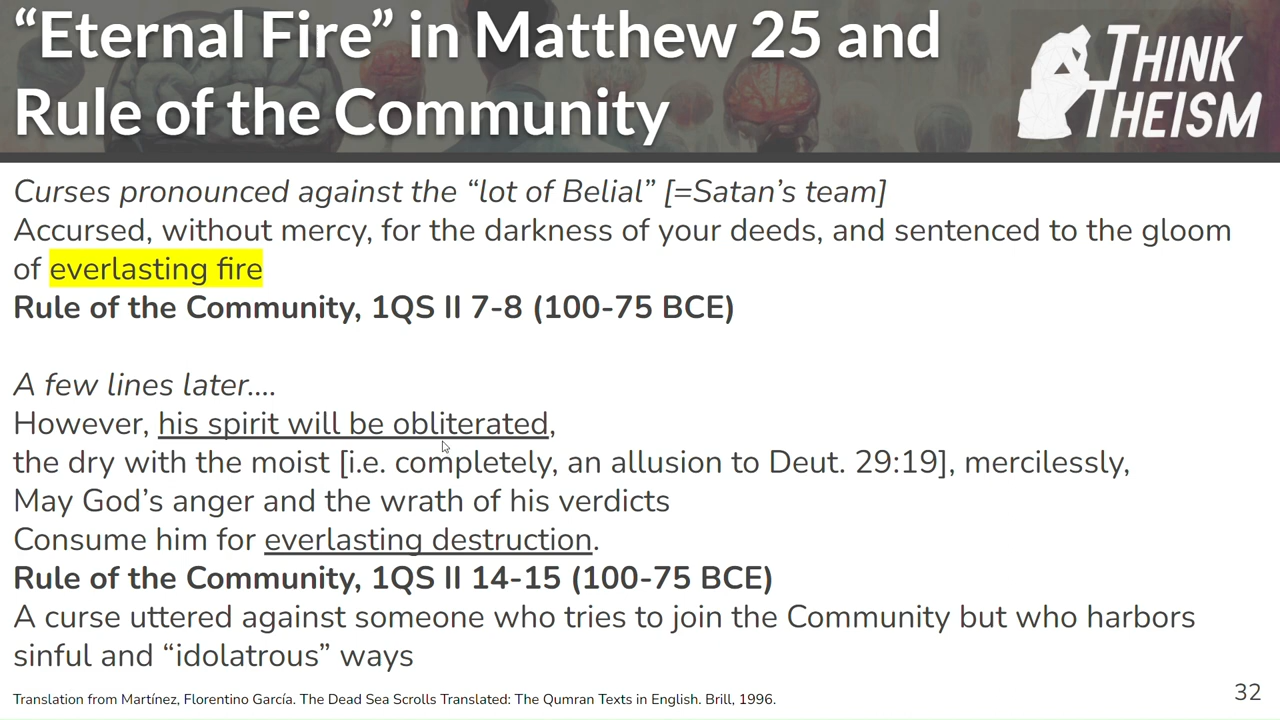 “Eternal Fire” in Matthew 25 and
Rule of the Community
THINK
THEISM
Curses pronounced against the “lot of Belial” [=Satan’s team]
Accursed, without mercy, for the darkness of your deeds, and sentenced to the gloom
of everlasting fire
Rule of the Community, 1QS II 7-8 (100-75 BCE)
A few lines later....
However, his spirit will be obliterated,
the dry with the moist [i.e. completely, an allusion to Deut. 29:19], mercilessly,
May God’s anger and the wrath of his verdicts
Consume him for everlasting destruction.
Rule of the Community, 1QS II 14-15 (100-75 BCE)
A curse uttered against someone who tries to join the Community but who harbors
sinful and “idolatrous” ways
Translation from Martínez, Florentino García. The Dead Sea Scrolls Translated: The Qumran Texts in English. Brill, 1996.
32